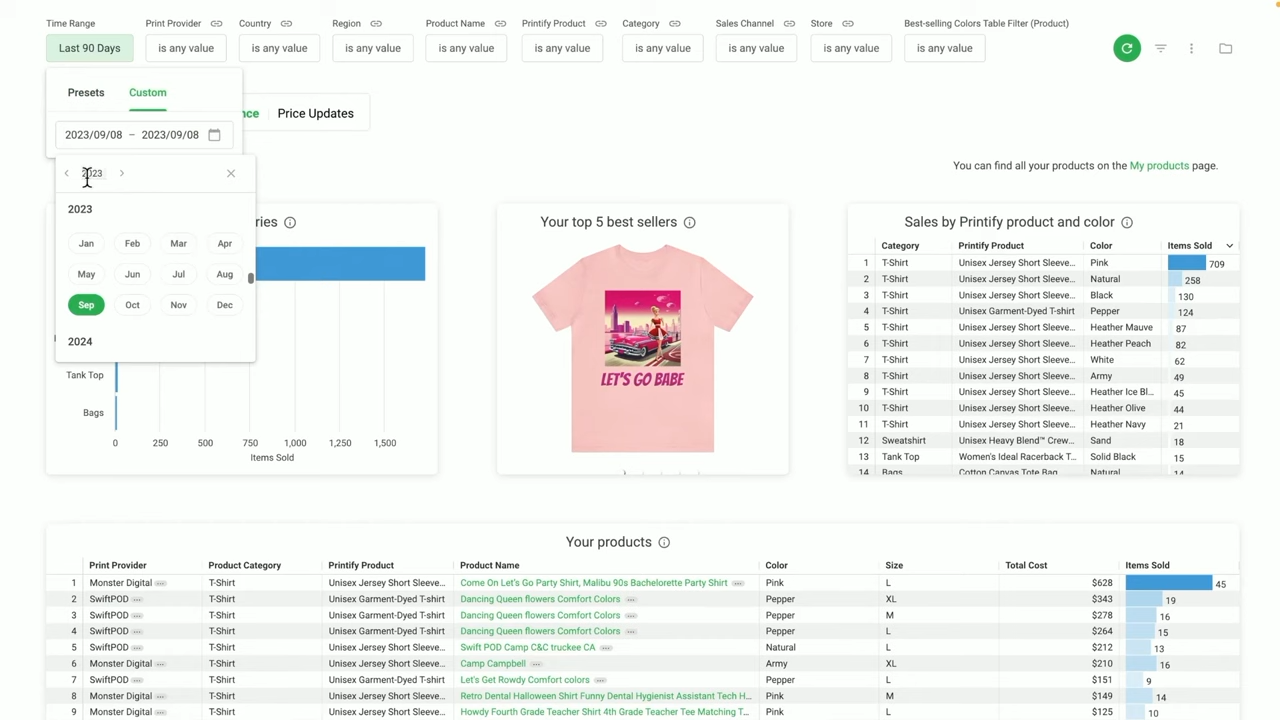 Time Range
Print Provider
Country
Region
Product Name
Printify Product
Category
Sales Channel
Store
Best-selling Colors Table Filter (Product)
Last 90 Days
is any value
is any value
is any value
is any value
is any value
is any value
is any value
is any value
is any value
Presets Custom
nce Price Updates
2023/09/08 – 2023/09/08
You can find all your products on the My products page.
2023
2023
Jan Feb Mar Apr
May Jun Jul Aug
Sep Oct Nov Dec
2024
ries
Tank Top
Bags
0 250 500 750 1,000 1,250 1,500
Items Sold
Your top 5 best sellers
LET'S GO BABE
Sales by Printify product and color
Category Printify Product Color Items Sold
1 T-Shirt Unisex Jersey Short Sleeve... Pink 709
2 T-Shirt Unisex Jersey Short Sleeve... Natural 258
3 T-Shirt Unisex Jersey Short Sleeve... Black 130
4 T-Shirt Unisex Garment-Dyed T-shirt Pepper 124
5 T-Shirt Unisex Jersey Short Sleeve... Heather Mauve 87
6 T-Shirt Unisex Jersey Short Sleeve... Heather Peach 82
7 T-Shirt Unisex Jersey Short Sleeve... White 62
8 T-Shirt Unisex Jersey Short Sleeve... Army 49
9 T-Shirt Unisex Jersey Short Sleeve... Heather Ice Bl... 45
10 T-Shirt Unisex Jersey Short Sleeve... Heather Olive 44
11 T-Shirt Unisex Jersey Short Sleeve... Heather Navy 21
12 Sweatshirt Unisex Heavy Blend™ Crew... Sand 18
13 Tank Top Women's Ideal Racerback T... Solid Black 15
14 Bags Cotton Canvas Tote Bag Natural 14
Your products
Print Provider Product Category Printify Product Product Name Color Size Total Cost Items Sold
1 Monster Digital T-Shirt Unisex Jersey Short Sleeve... Come On Let's Go Party Shirt, Malibu 90s Bachelorette Party Shirt Pink L $628 45
2 SwiftPOD T-Shirt Unisex Garment-Dyed T-shirt Dancing Queen flowers Comfort Colors Pepper XL $343 19
3 SwiftPOD T-Shirt Unisex Garment-Dyed T-shirt Dancing Queen flowers Comfort Colors Pepper M $278 16
4 SwiftPOD T-Shirt Unisex Garment-Dyed T-shirt Dancing Queen flowers Comfort Colors Pepper L $264 15
5 SwiftPOD T-Shirt Unisex Jersey Short Sleeve... Swift POD Camp C&C truckee CA Natural L $212 13
6 Monster Digital T-Shirt Unisex Jersey Short Sleeve... Camp Campbell Army XL $210 16
7 SwiftPOD T-Shirt Unisex Garment-Dyed T-shirt Let's Get Rowdy Comfort colors Pepper L $151 9
8 Monster Digital T-Shirt Unisex Jersey Short Sleeve... Retro Dental Halloween Shirt Funny Dental Hygienist Assistant Tech H... Pink M $149 14
9 Monster Digital T-Shirt Unisex Jersey Short Sleeve... Howdy Fourth Grade Teacher Shirt 4th Grade Teacher Tee Matching T... Pink L $125 10